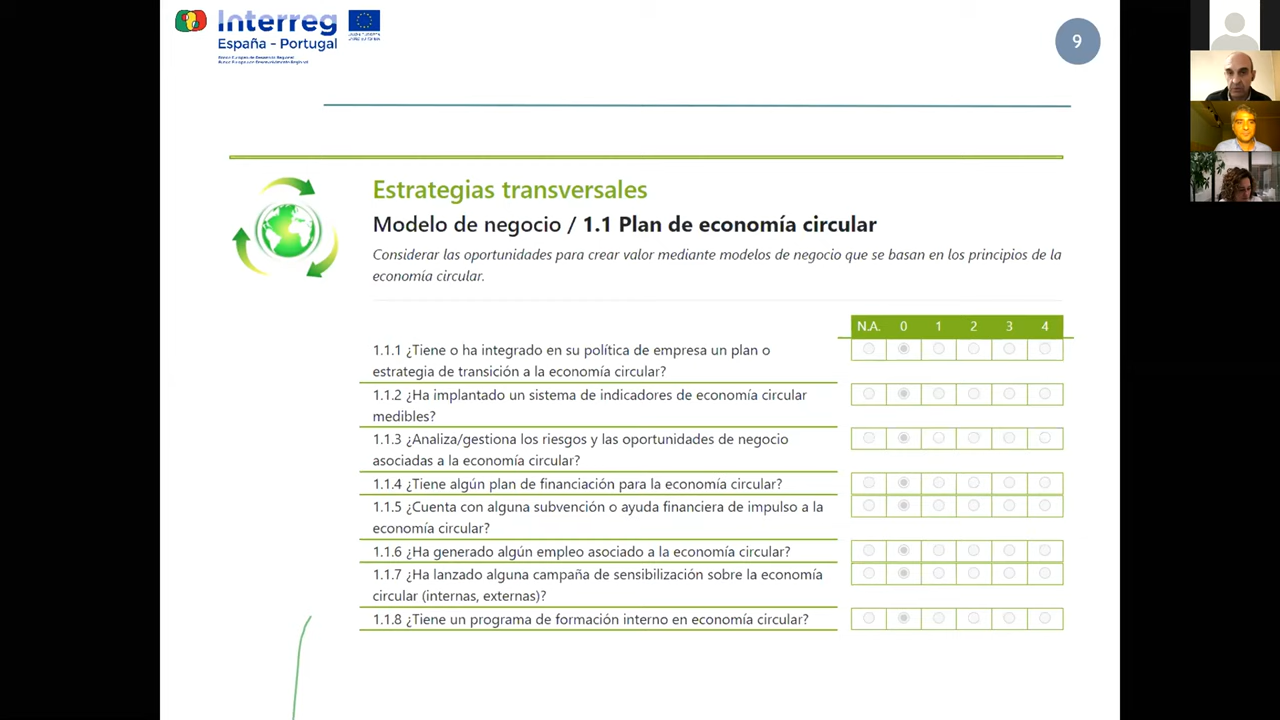 Interreg
España - Portugal
9
Estrategias transversales
Modelo de negocio / 1.1 Plan de economía circular
Considerar las oportunidades para crear valor mediante modelos de negocio que se basan en los principios de la
economía circular.
N.A. 0 1 2 3 4
1.1.1 ¿Tiene o ha integrado en su política de empresa un plan o
estrategia de transición a la economía circular?
1.1.2 ¿Ha implantado un sistema de indicadores de economía circular
medibles?
1.1.3 ¿Analiza/gestiona los riesgos y las oportunidades de negocio
asociadas a la economía circular?
1.1.4 ¿Tiene algún plan de financiación para la economía circular?
1.1.5 ¿Cuenta con alguna subvención o ayuda financiera de impulso a la
economía circular?
1.1.6 ¿Ha generado algún empleo asociado a la economía circular?
1.1.7 ¿Ha lanzado alguna campaña de sensibilización sobre la economía
circular (internas, externas)?
1.1.8 ¿Tiene un programa de formación interno en economía circular?